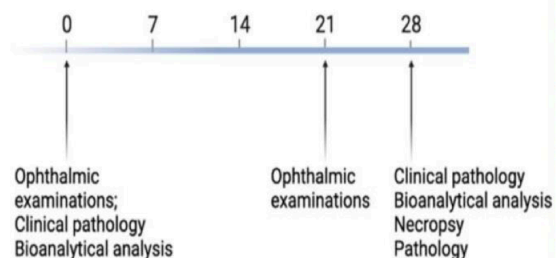 0 7 14 21 28
Ophthalmic
examinations;
Clinical pathology
Bioanalytical analysis
Ophthalmic
examinations
Clinical pathology
Bioanalytical analysis
Necropsy
Pathology